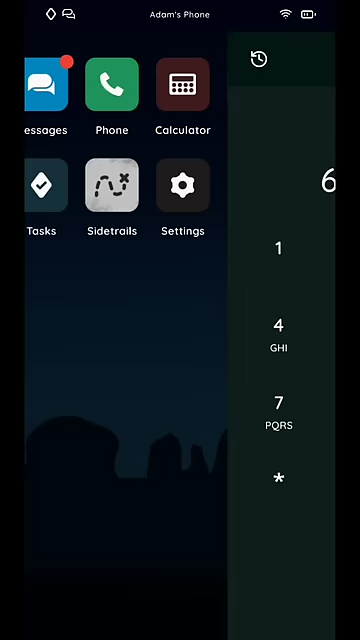 Adam's Phone
essages
Phone
Calculator
Tasks
Sidetrails
Settings
6
1
4
GHI
7
PQRS
*